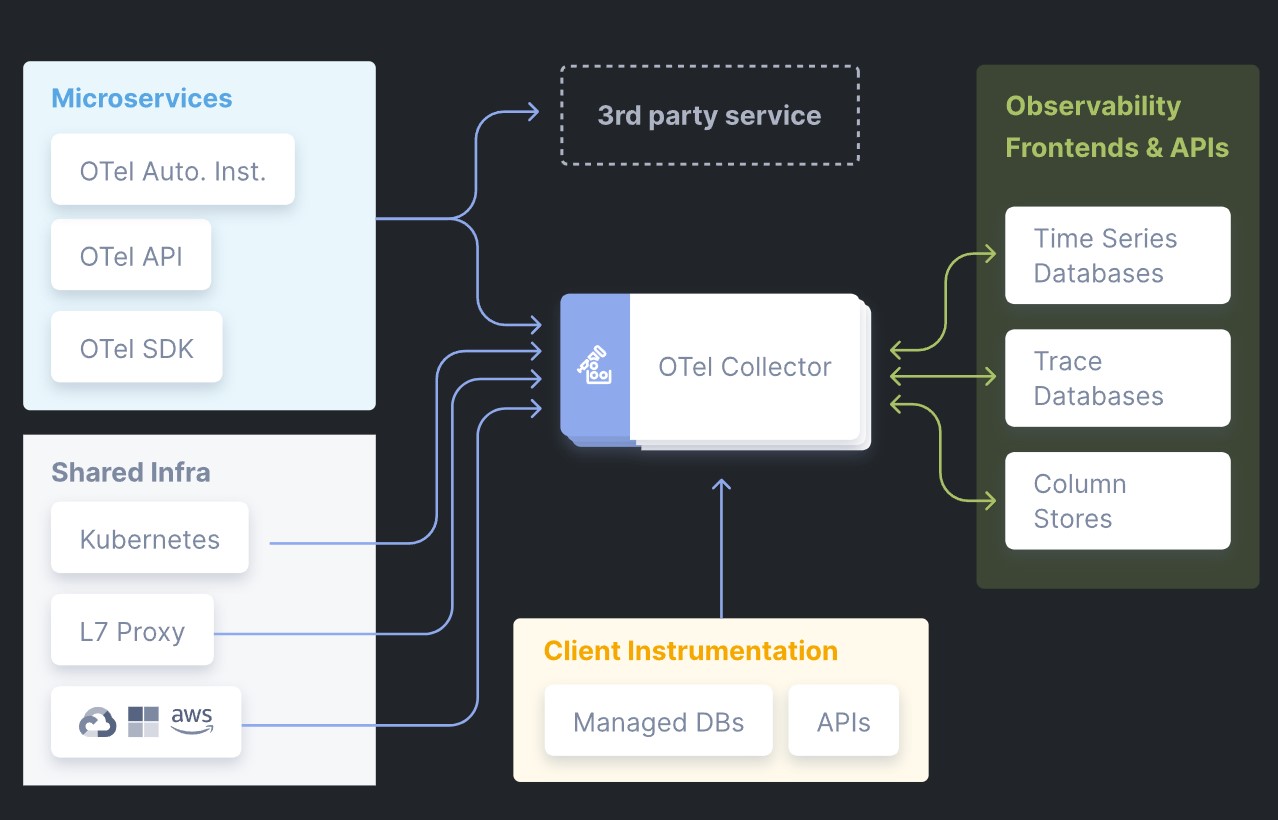 Microservices
OTel Auto. Inst.
OTel API
OTel SDK
Shared Infra
Kubernetes
L7 Proxy
aws
3rd party service
OTel Collector
Client Instrumentation
Managed DBs
APIs
Observability
Frontends & APIs
Time Series
Databases
Trace
Databases
Column
Stores